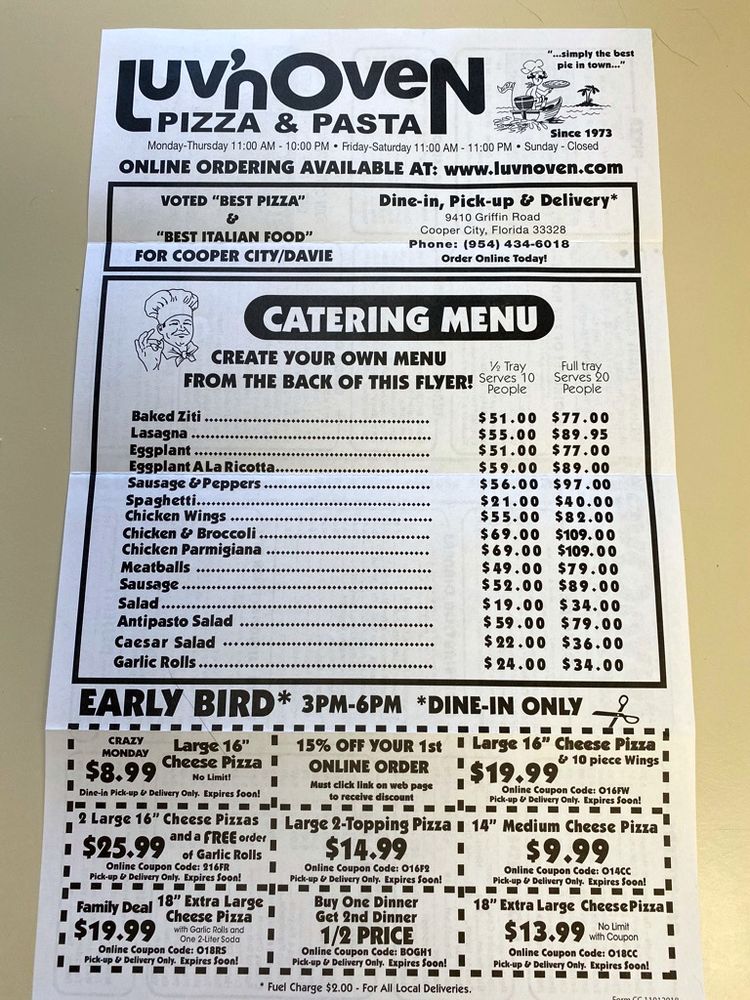 Luv'n Oven
PIZZA & PASTA
"...simply the best
pie in town..."
Since 1973
Monday-Thursday 11:00 AM - 10:00 PM • Friday-Saturday 11:00 AM - 11:00 PM • Sunday - Closed
ONLINE ORDERING AVAILABLE AT: www.luvnoven.com
VOTED "BEST PIZZA"
&
"BEST ITALIAN FOOD"
FOR COOPER CITY/DAVIE
Dine-in, Pick-up & Delivery*
9410 Griffin Road
Cooper City, Florida 33328
Phone: (954) 434-6018
Order Online Today!
CATERING MENU
CREATE YOUR OWN MENU
FROM THE BACK OF THIS FLYER!
½ Tray
Serves 10
People
Full tray
Serves 20
People
Baked Ziti $51.00 $77.00
Lasagna $55.00 $89.95
Eggplant $51.00 $77.00
Eggplant A La Ricotta $59.00 $89.00
Sausage & Peppers $56.00 $97.00
Spaghetti $21.00 $40.00
Chicken Wings $55.00 $82.00
Chicken & Broccoli $69.00 $109.00
Chicken Parmigiana $69.00 $109.00
Meatballs $49.00 $79.00
Sausage $52.00 $89.00
Salad $19.00 $34.00
Antipasto Salad $59.00 $79.00
Caesar Salad $22.00 $36.00
Garlic Rolls $24.00 $34.00
EARLY BIRD* 3PM-6PM *DINE-IN ONLY
CRAZY
MONDAY
$8.99
Large 16"
Cheese Pizza
No Limit!
Dine-in Pick-up & Delivery Only. Expires Soon!
15% OFF YOUR 1st
ONLINE ORDER
Must click link on web page
to receive discount
Large 16" Cheese Pizza
$19.99 & 10 piece Wings
Online Coupon Code: O16FW
Pick-up & Delivery Only. Expires Soon!
2 Large 16" Cheese Pizzas
$25.99 and a FREE order
of Garlic Rolls
Online Coupon Code: 216FR
Pick-up & Delivery Only. Expires Soon!
Large 2-Topping Pizza
$14.99
Online Coupon Code: O16F2
Pick-up & Delivery Only. Expires Soon!
14" Medium Cheese Pizza
$9.99
Online Coupon Code: O14CC
Pick-up & Delivery Only. Expires Soon!
Family Deal
$19.99
18" Extra Large
Cheese Pizza
with Garlic Rolls and
One 2-Liter Soda
Online Coupon Code: O18RS
Pick-up & Delivery Only. Expires Soon!
Buy One Dinner
Get 2nd Dinner
1/2 PRICE
Online Coupon Code: BOGH1
Pick-up & Delivery Only. Expires Soon!
18" Extra Large Cheese Pizza
$13.99 No Limit
with Coupon
Online Coupon Code: O18CC
Pick-up & Delivery Only. Expires Soon!
* Fuel Charge $2.00 - For All Local Deliveries.